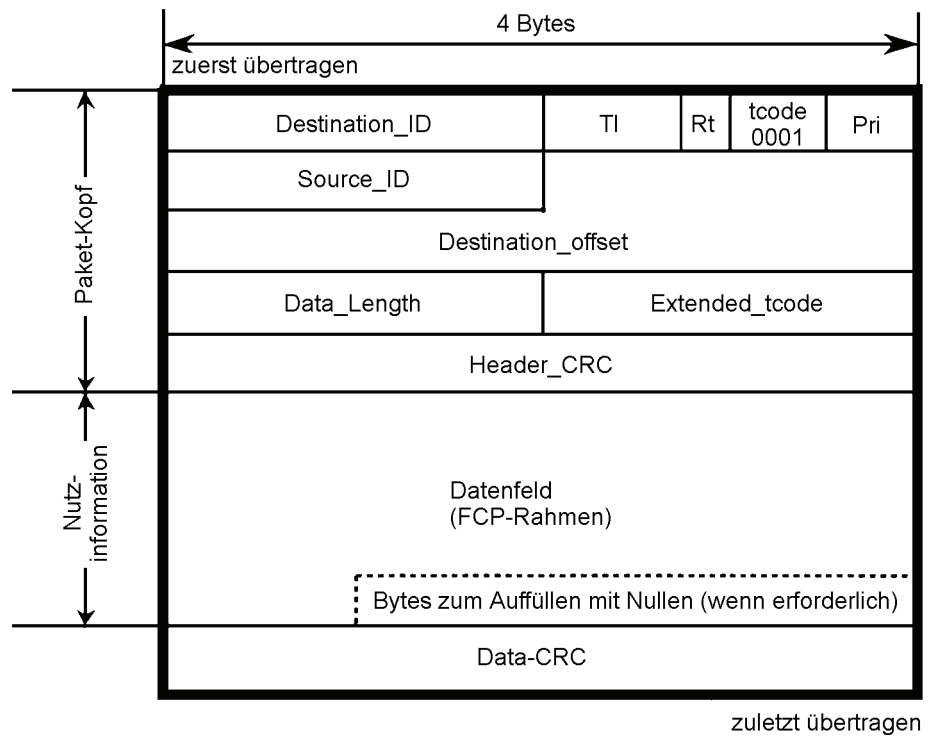 4 Bytes
zuerst übertragen
Destination_ID
TI
Rt
tcode
0001
Pri
Source_ID
Destination_offset
Data_Length
Extended_tcode
Header_CRC
Paket-Kopf
Datenfeld
(FCP-Rahmen)
Nutz-
information
Bytes zum Auffüllen mit Nullen (wenn erforderlich)
Data-CRC
zuletzt übertragen